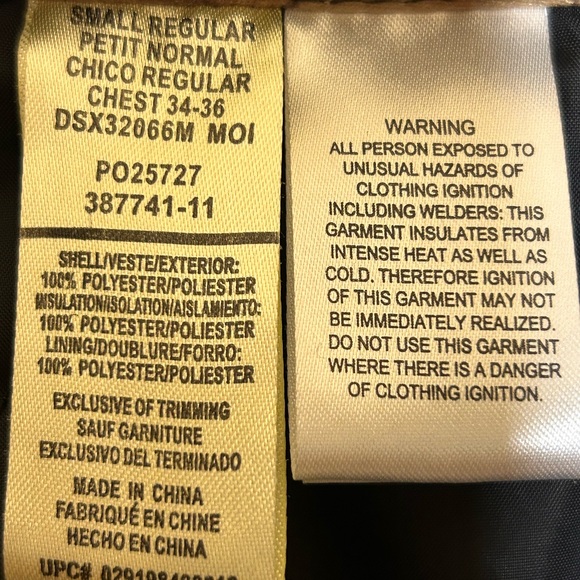 SMALL REGULAR
PETIT NORMAL
CHICO REGULAR
CHEST 34-36
DSX32066M MOI
PO25727
387741-11
SHELL/VESTE/EXTERIOR:
100% POLYESTER/POLIESTER
INSULATION/ISOLATION/AISLAMIENTO:
100% POLYESTER/POLIESTER
LINING/DOUBLURE/FORRO:
100% POLYESTER/POLIESTER
EXCLUSIVE OF TRIMMING
SAUF GARNITURE
EXCLUSIVO DEL TERMINADO
MADE IN CHINA
FABRIQUÉ EN CHINE
HECHO EN CHINA
UPC#
WARNING
ALL PERSON EXPOSED TO
UNUSUAL HAZARDS OF
CLOTHING IGNITION
INCLUDING WELDERS: THIS
GARMENT INSULATES FROM
INTENSE HEAT AS WELL AS
COLD. THEREFORE IGNITION
OF THIS GARMENT MAY NOT
BE IMMEDIATELY REALIZED.
DO NOT USE THIS GARMENT
WHERE THERE IS A DANGER
OF CLOTHING IGNITION.